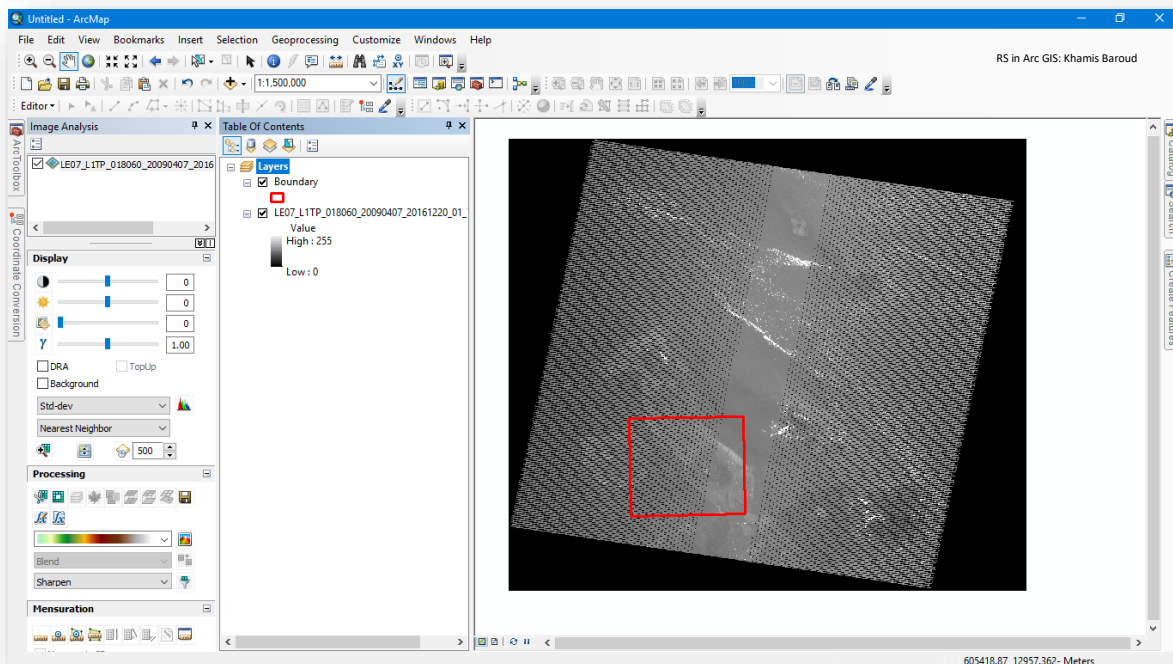 Untitled - ArcMap
File Edit View Bookmarks Insert Selection Geoprocessing Customize Windows Help
RS in Arc GIS: Khamis Baroud
1:1,500,000
Editor
Image Analysis
Table Of Contents
ArcToolbox
Coordinate Conversion
LE07_L1TP_018060_20090407_2016
Layers
Boundary
LE07_L1TP_018060_20090407_20161220_01_
Value
High : 255
Low : 0
Display
0
0
0
γ 1.00
DRA TopUp
Background
Std-dev
Nearest Neighbor
500
Processing
fx fx
Blend
Sharpen
Mensuration
Catalog
Search
Create Features
605418.87 12957.362- Meters